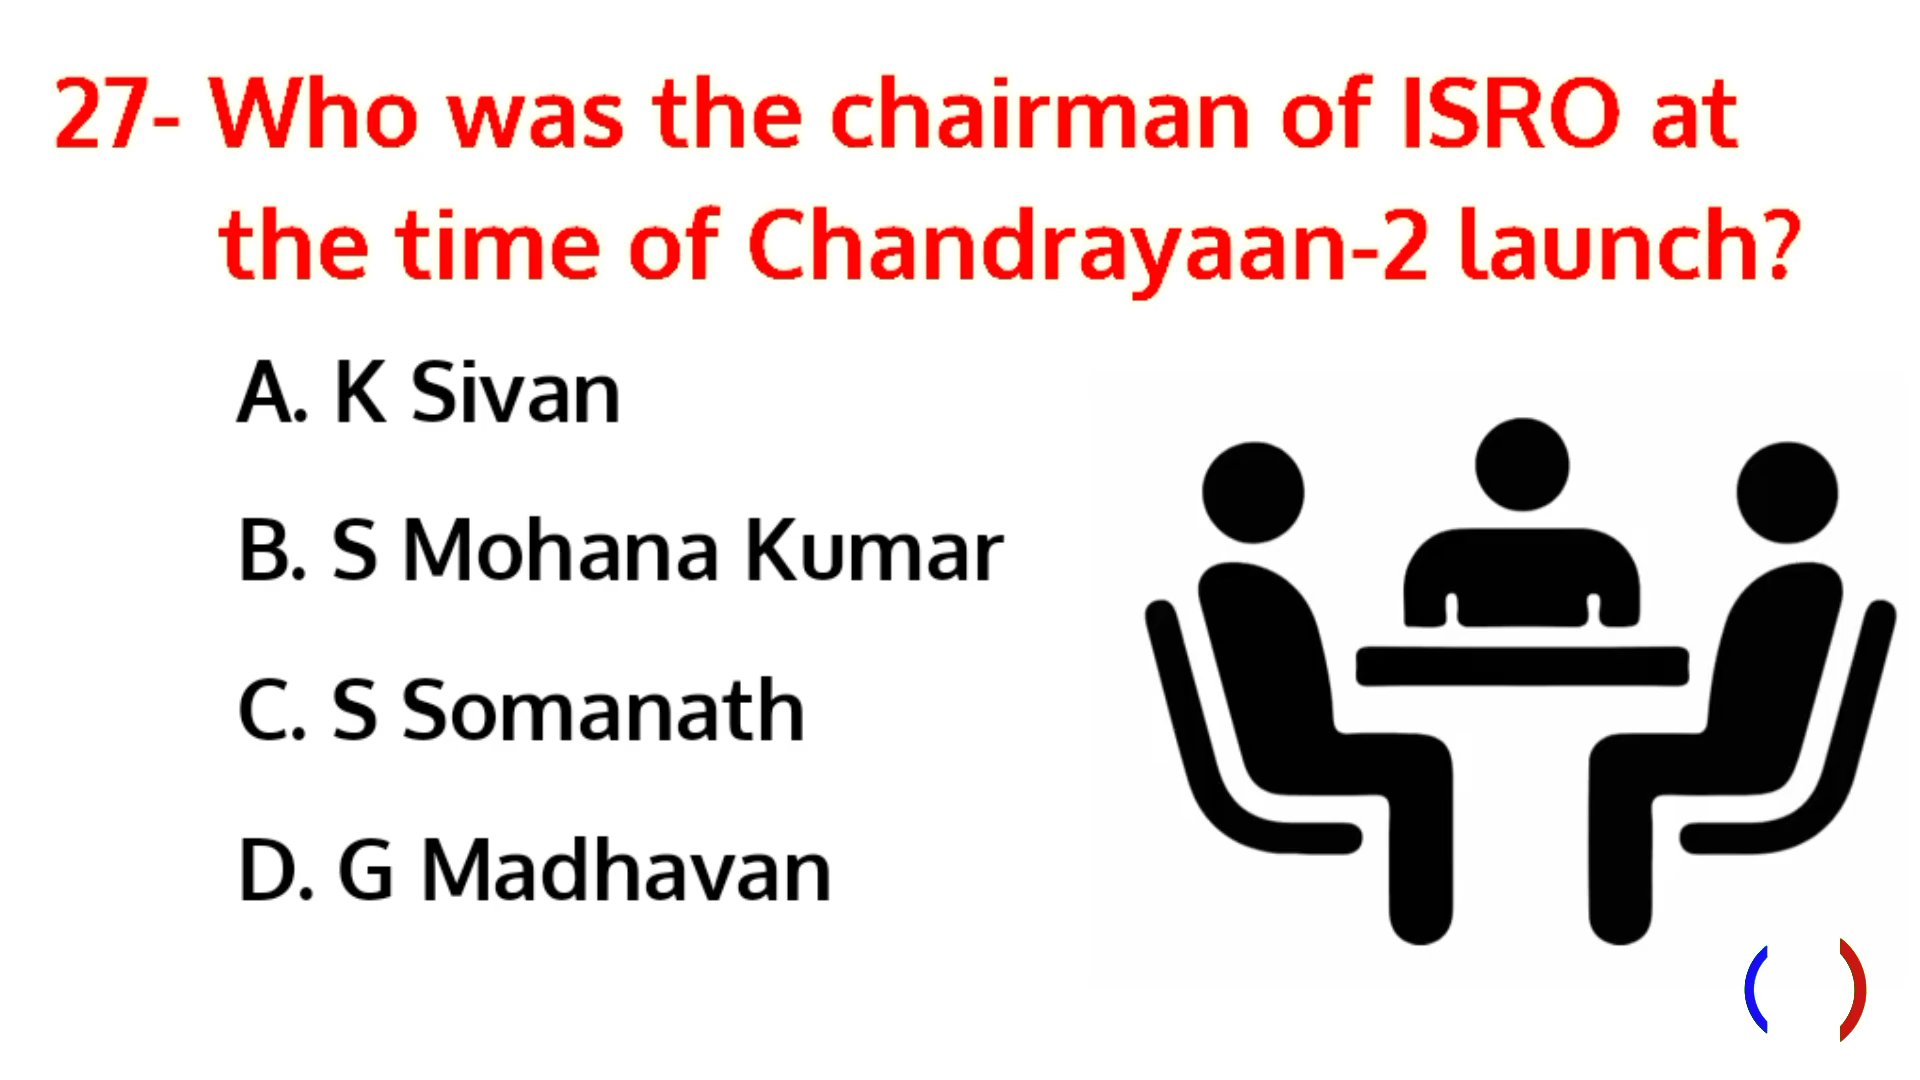 27- Who was the chairman of ISRO at
the time of Chandrayaan-2 launch?
A. K Sivan
B. S Mohana Kumar
C. S Somanath
D. G Madhavan